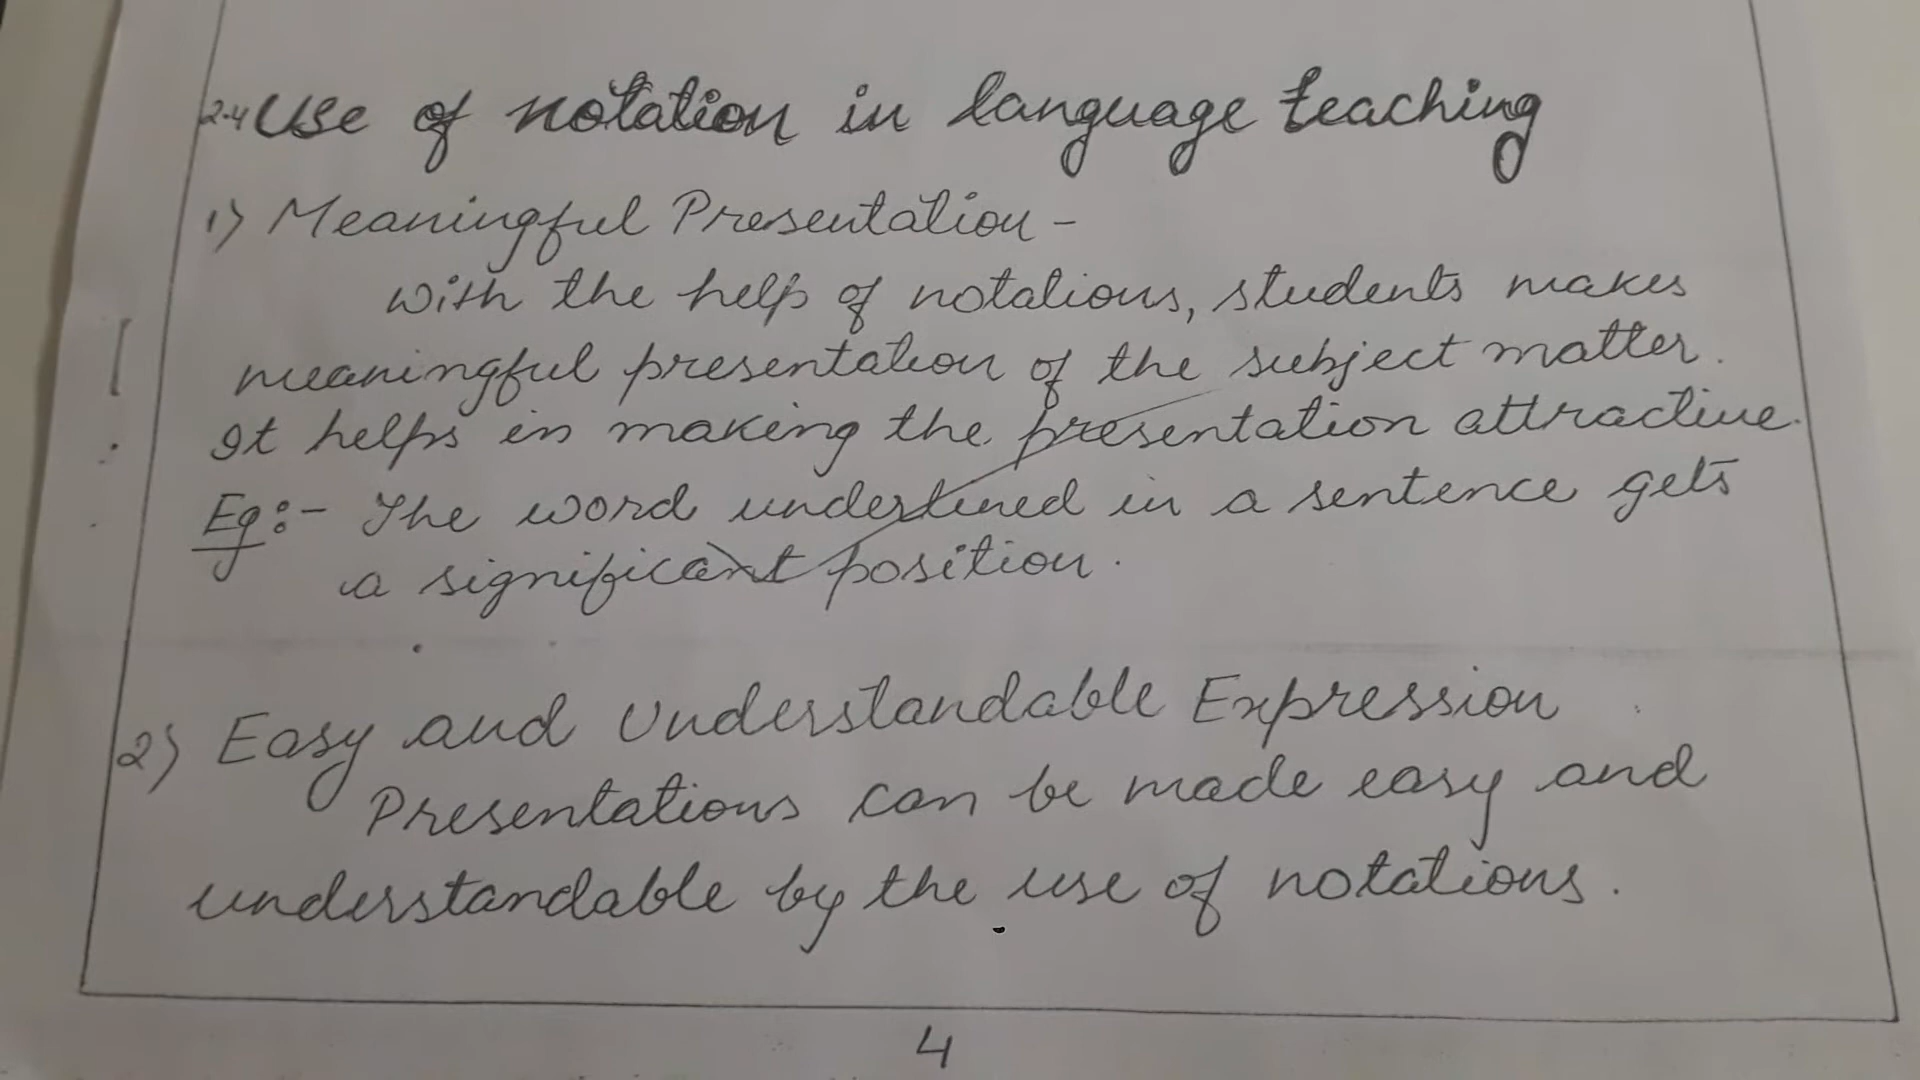 2.4 Use of notation in language teaching
1) Meaningful Presentation -
with the help of notations, students makes
meaningful presentation of the subject matter.
It helps in making the presentation attractive.
Eg:- The word underlined in a sentence gets
a significant position.
2) Easy and Understandable Expression
Presentations can be made easy and
understandable by the use of notations.
4